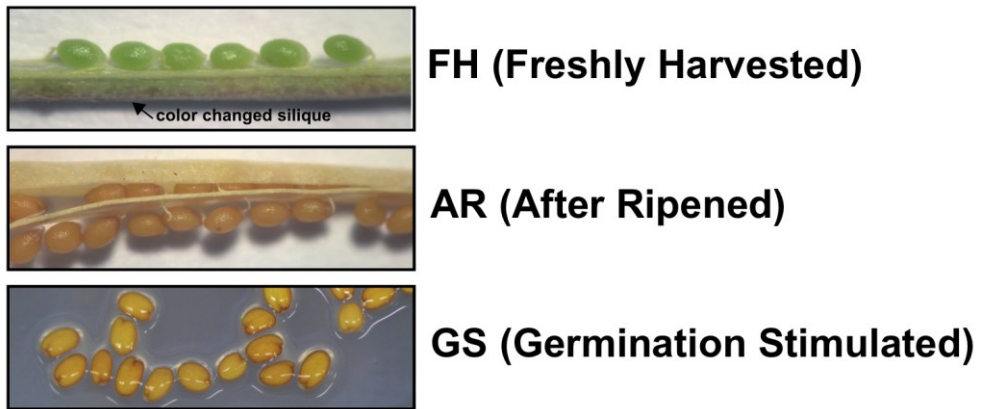 FH (Freshly Harvested)
color changed silique
AR (After Ripened)
GS (Germination Stimulated)